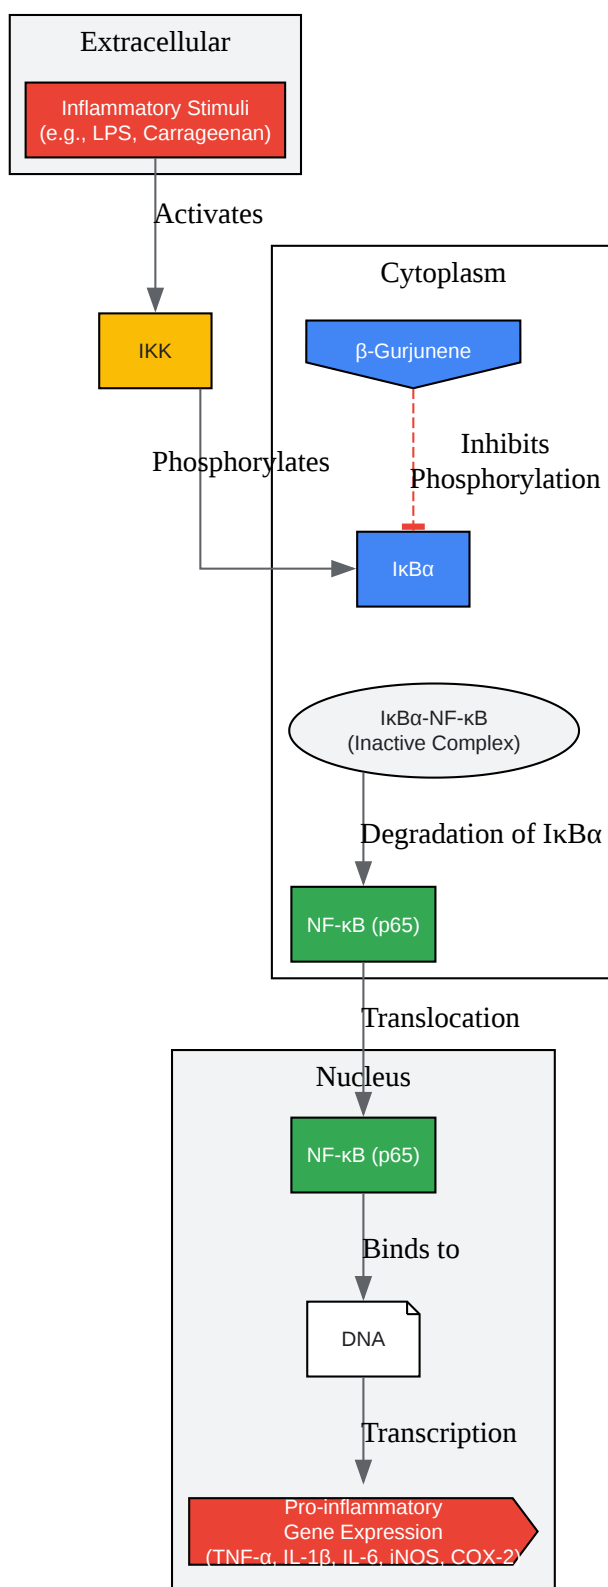 Extracellular
Inflammatory Stimuli
(e.g., LPS, Carrageenan)
Activates
Cytoplasm
IKK
β-Gurjunene
Phosphorylates
Inhibits
Phosphorylation
IκBα
IκBα-NF-κB
(Inactive Complex)
Degradation of IκBα
NF-κB (p65)
Translocation
Nucleus
NF-κB (p65)
Binds to
DNA
Transcription
Pro-inflammatory
Gene Expression
(TNF-α, IL-1β, IL-6, iNOS, COX-2)